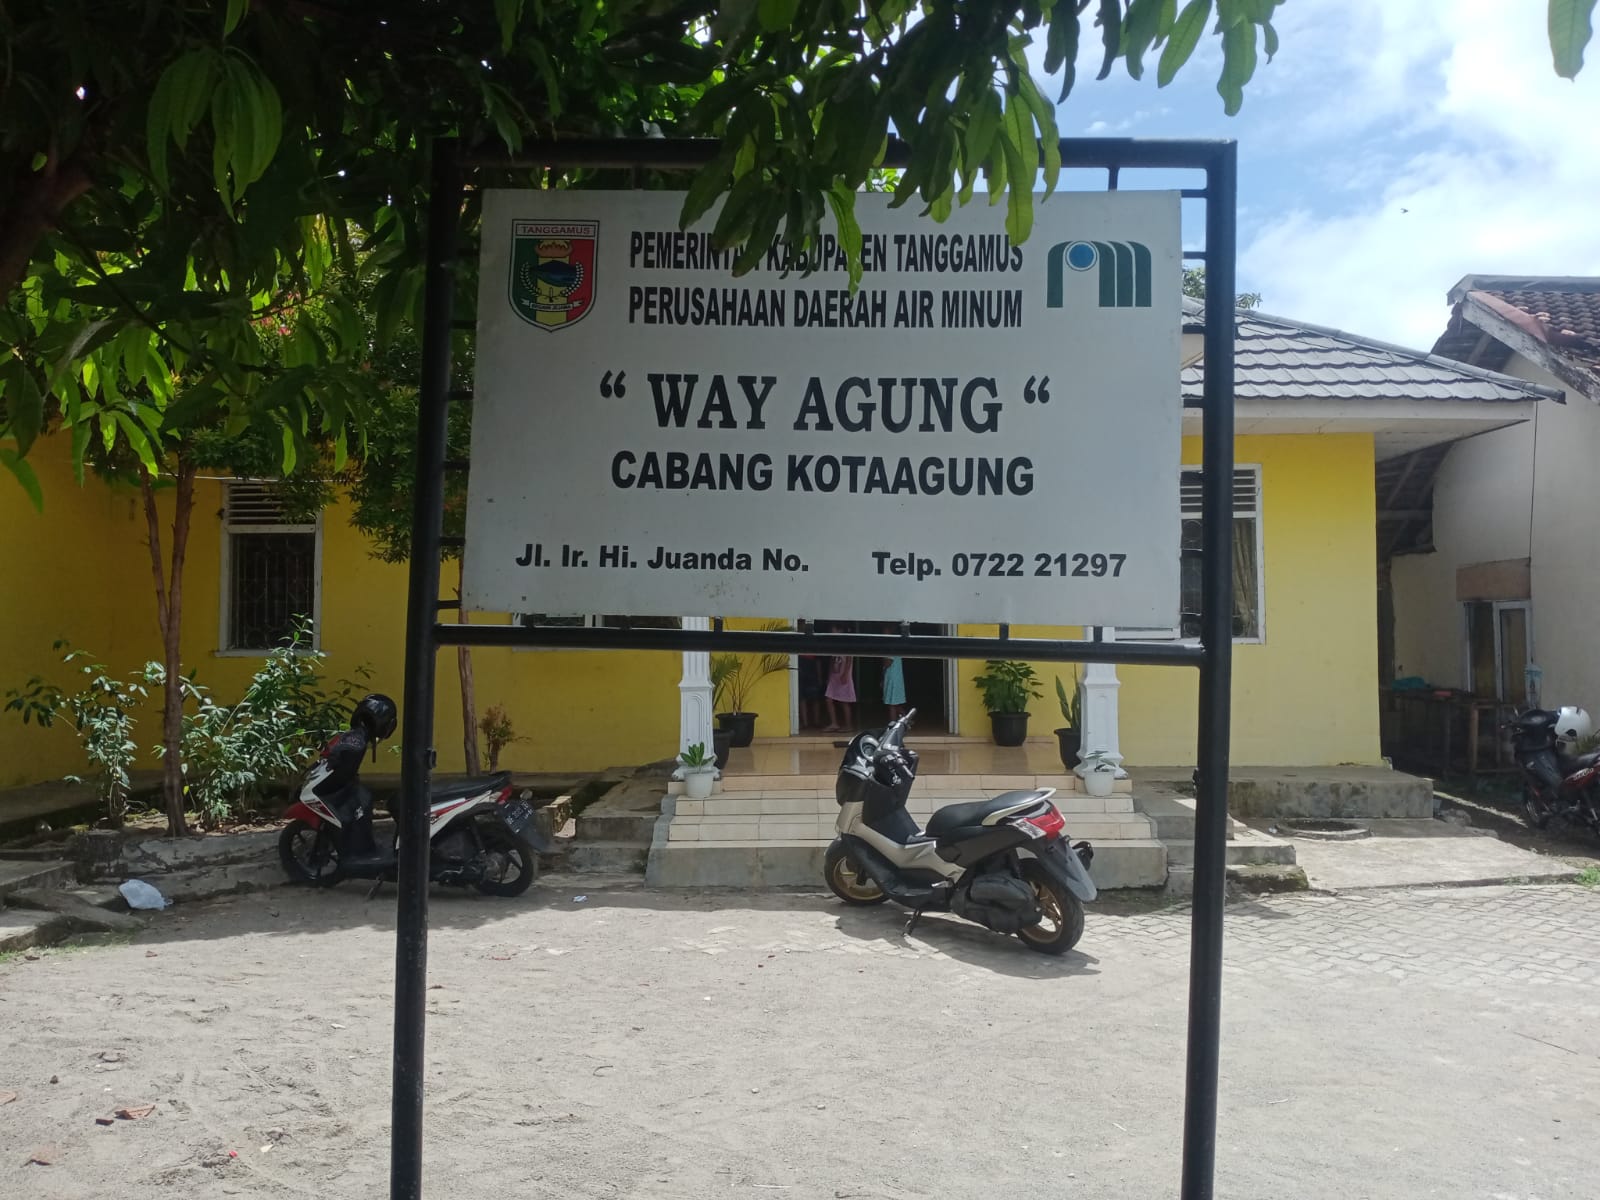 TANGGAMUS
PEMERINTAH KABUPATEN TANGGAMUS
PERUSAHAAN DAERAH AIR MINUM
“ WAY AGUNG “
CABANG KOTAAGUNG
Jl. Ir. Hi. Juanda No. Telp. 0722 21297